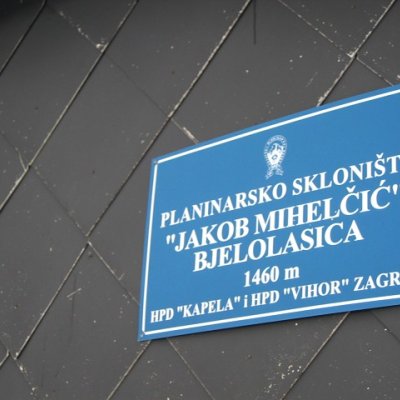 PLANINARSKO SKLONIŠT
"JAKOB MIHELČIĆ"
BJELOLASICA
1460 m
HPD "KAPELA" i HPD "VIHOR" ZAGR